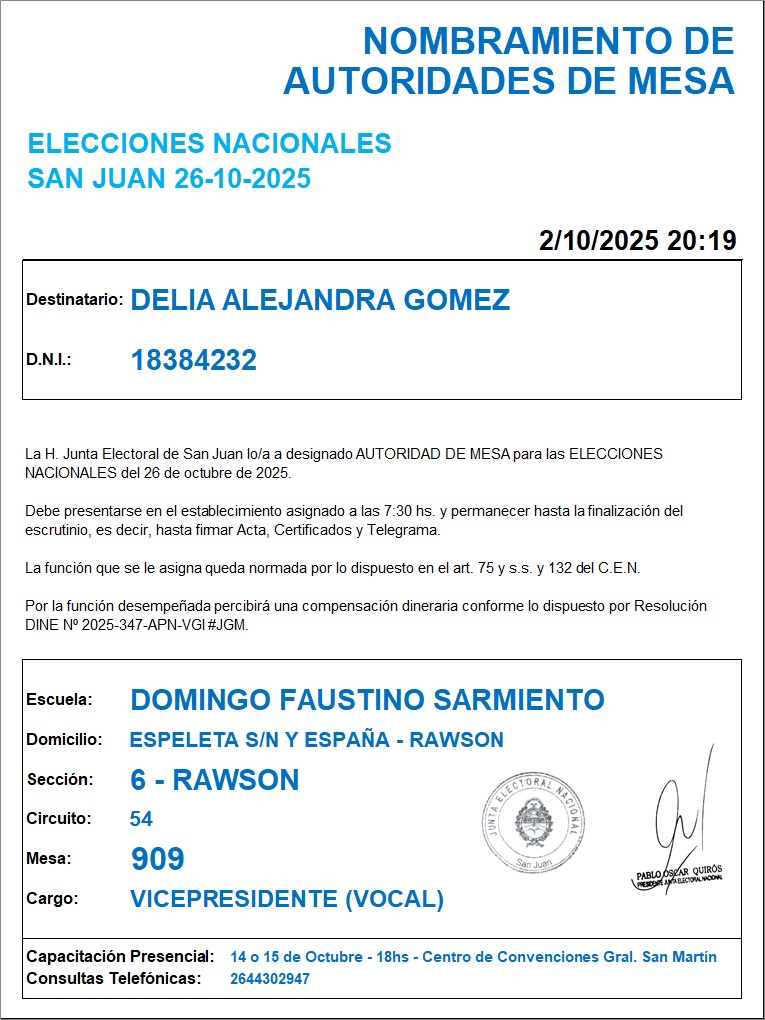 NOMBRAMIENTO DE
AUTORIDADES DE MESA
ELECCIONES NACIONALES
SAN JUAN 26-10-2025
2/10/2025 20:19
Destinatario: DELIA ALEJANDRA GOMEZ
D.N.I.: 18384232
La H. Junta Electoral de San Juan lo/a a designado AUTORIDAD DE MESA para las ELECCIONES
NACIONALES del 26 de octubre de 2025.
Debe presentarse en el establecimiento asignado a las 7:30 hs. y permanecer hasta la finalización del
escrutinio, es decir, hasta firmar Acta, Certificados y Telegrama.
La función que se le asigna queda normada por lo dispuesto en el art. 75 y s.s. y 132 del C.E.N.
Por la función desempeñada percibirá una compensación dineraria conforme lo dispuesto por Resolución
DINE Nº 2025-347-APN-VGI#JGM.
Escuela: DOMINGO FAUSTINO SARMIENTO
Domicilio: ESPELETA S/N Y ESPAÑA - RAWSON
Sección: 6 - RAWSON
Circuito: 54
Mesa: 909
Cargo: VICEPRESIDENTE (VOCAL)
JUNTA ELECTORAL NACIONAL
San Juan
PABLO OSCAR QUIRÓS
PRESIDENTE JUNTA ELECTORAL NACIONAL
Capacitación Presencial: 14 o 15 de Octubre - 18hs - Centro de Convenciones Gral. San Martín
Consultas Telefónicas: 2644302947